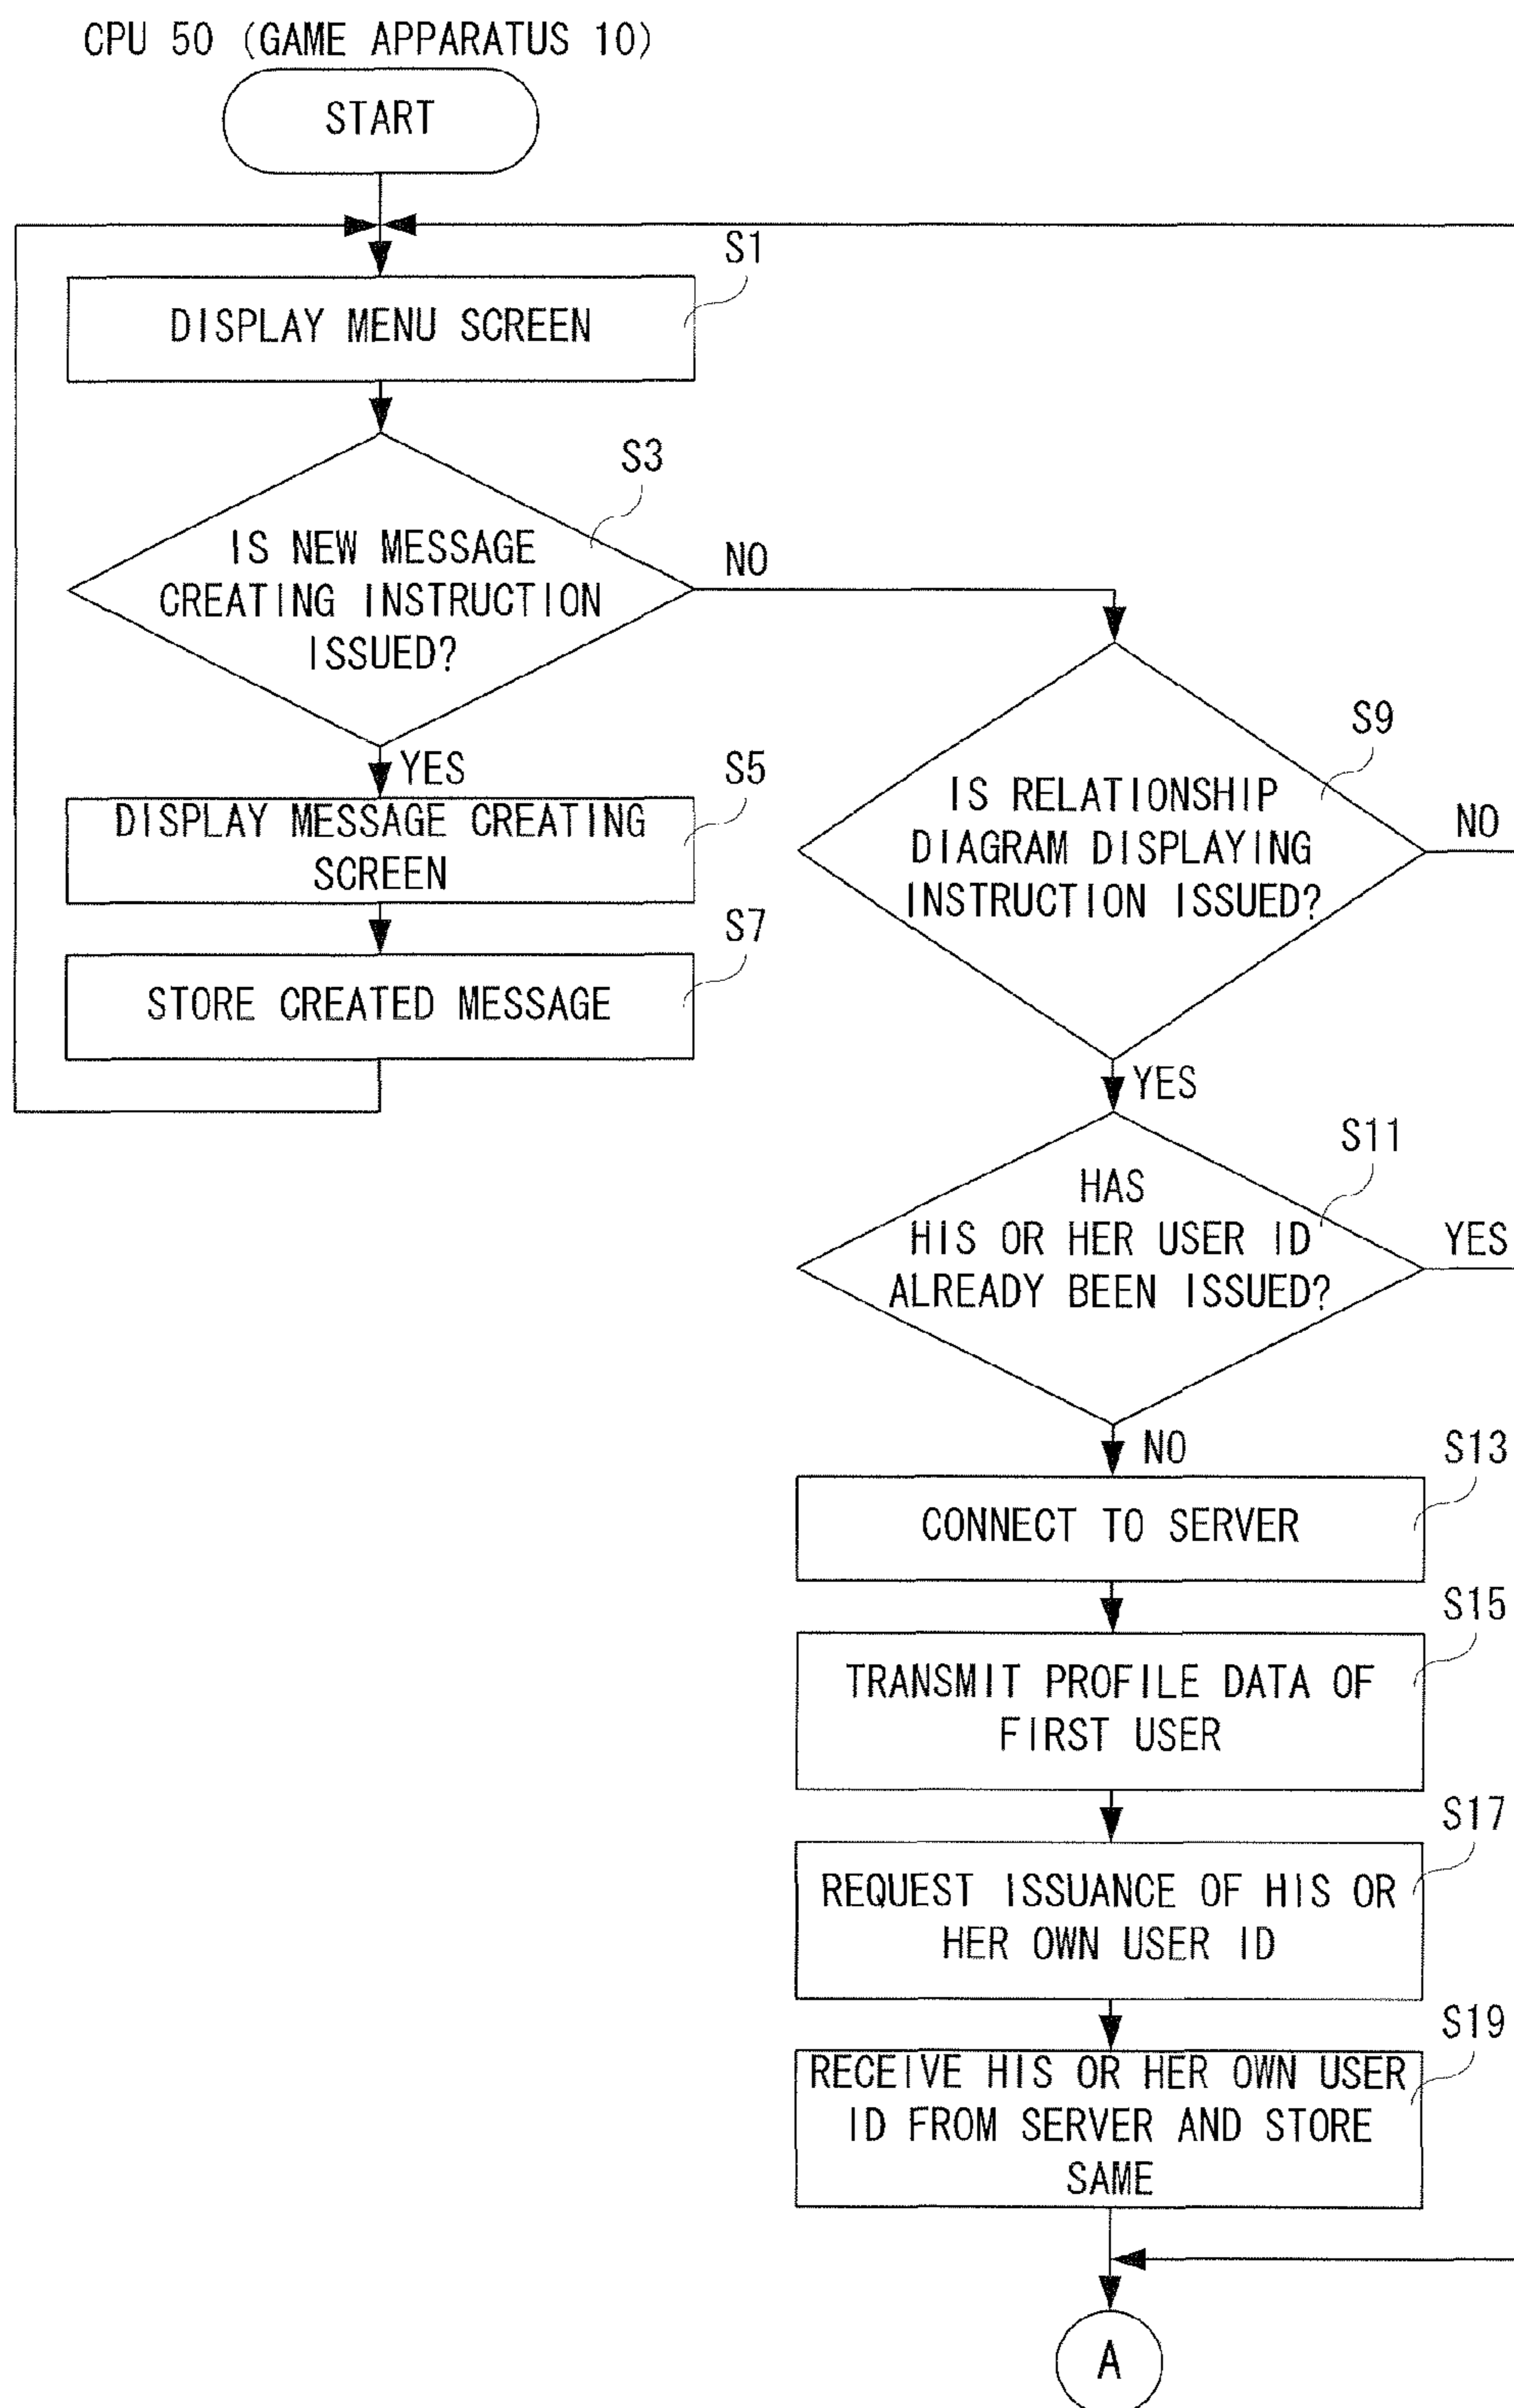 CPU 50 (GAME APPARATUS 10)
START
S1
DISPLAY MENU SCREEN
S3
IS NEW MESSAGE
CREATING INSTRUCTION
ISSUED?
NO
YES
S5
DISPLAY MESSAGE CREATING
SCREEN
S7
STORE CREATED MESSAGE
S9
IS RELATIONSHIP
DIAGRAM DISPLAYING
INSTRUCTION ISSUED?
NO
YES
S11
HAS
HIS OR HER USER ID
ALREADY BEEN ISSUED?
YES
NO
S13
CONNECT TO SERVER
S15
TRANSMIT PROFILE DATA OF
FIRST USER
S17
REQUEST ISSUANCE OF HIS OR
HER OWN USER ID
S19
RECEIVE HIS OR HER OWN USER
ID FROM SERVER AND STORE
SAME
A